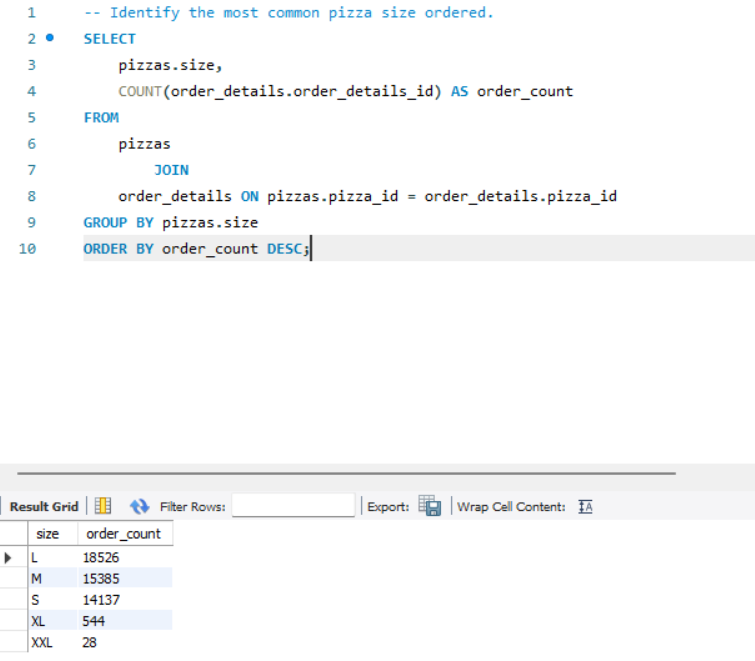 1 -- Identify the most common pizza size ordered.
2 SELECT
3 pizzas.size,
4 COUNT(order_details.order_details_id) AS order_count
5 FROM
6 pizzas
7 JOIN
8 order_details ON pizzas.pizza_id = order_details.pizza_id
9 GROUP BY pizzas.size
10 ORDER BY order_count DESC;
Result Grid Filter Rows: Export: Wrap Cell Content: IA
size order_count
L 18526
M 15385
S 14137
XL 544
XXL 28